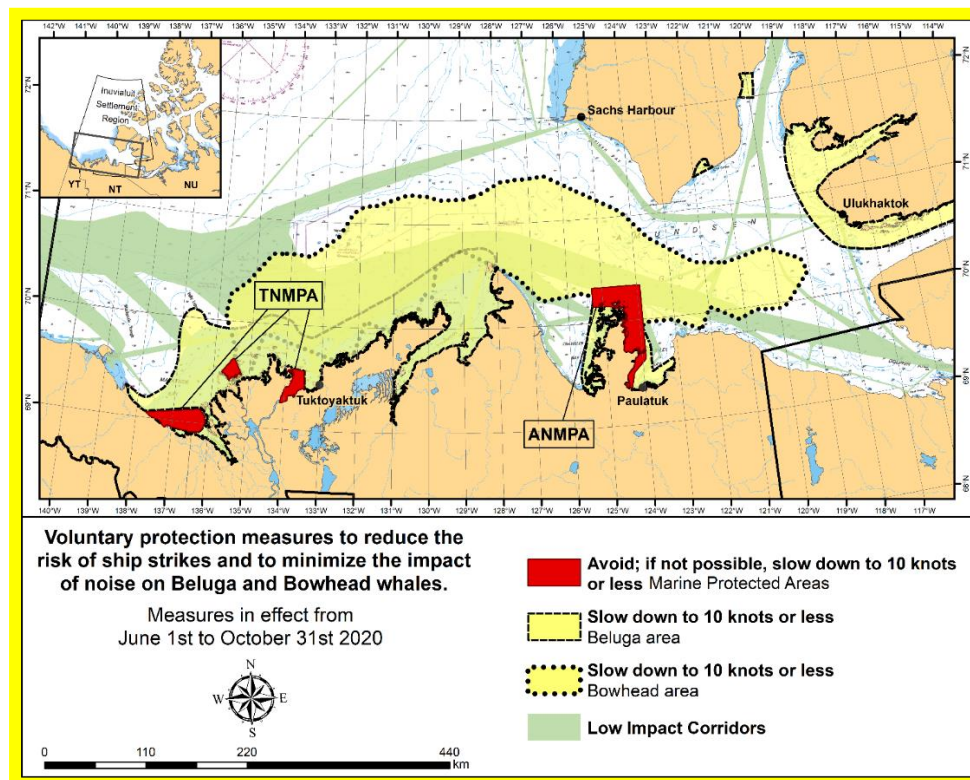 142°W 141°W 140°W 139°W 138°W 137°W 136°W 135°W 134°W 133°W 132°W 131°W 130°W 129°W 128°W 127°W 126°W 125°W 124°W 123°W 122°W 121°W 120°W 119°W 118°W 117°W 116°W 115°W 114°W
72°N
72°N
Inuvialuit
Settlement
Region
YT
NT
NU
Sachs Harbour
71°N
71°N
Ulukhaktok
70°N
70°N
TNMPA
69°N
69°N
Tuktoyaktuk
Paulatuk
ANMPA
68°N
140°W 139°W 138°W 137°W 136°W 135°W 134°W 133°W 132°W 131°W 130°W 129°W 128°W 127°W 126°W 125°W 124°W 123°W 122°W 121°W 120°W 119°W 118°W 117°W
Voluntary protection measures to reduce the
risk of ship strikes and to minimize the impact
of noise on Beluga and Bowhead whales.
Measures in effect from
June 1st to October 31st 2020
N
W E
S
0 110 220 440
km
Avoid; if not possible, slow down to 10 knots
or less Marine Protected Areas
Slow down to 10 knots or less
Beluga area
Slow down to 10 knots or less
Bowhead area
Low Impact Corridors